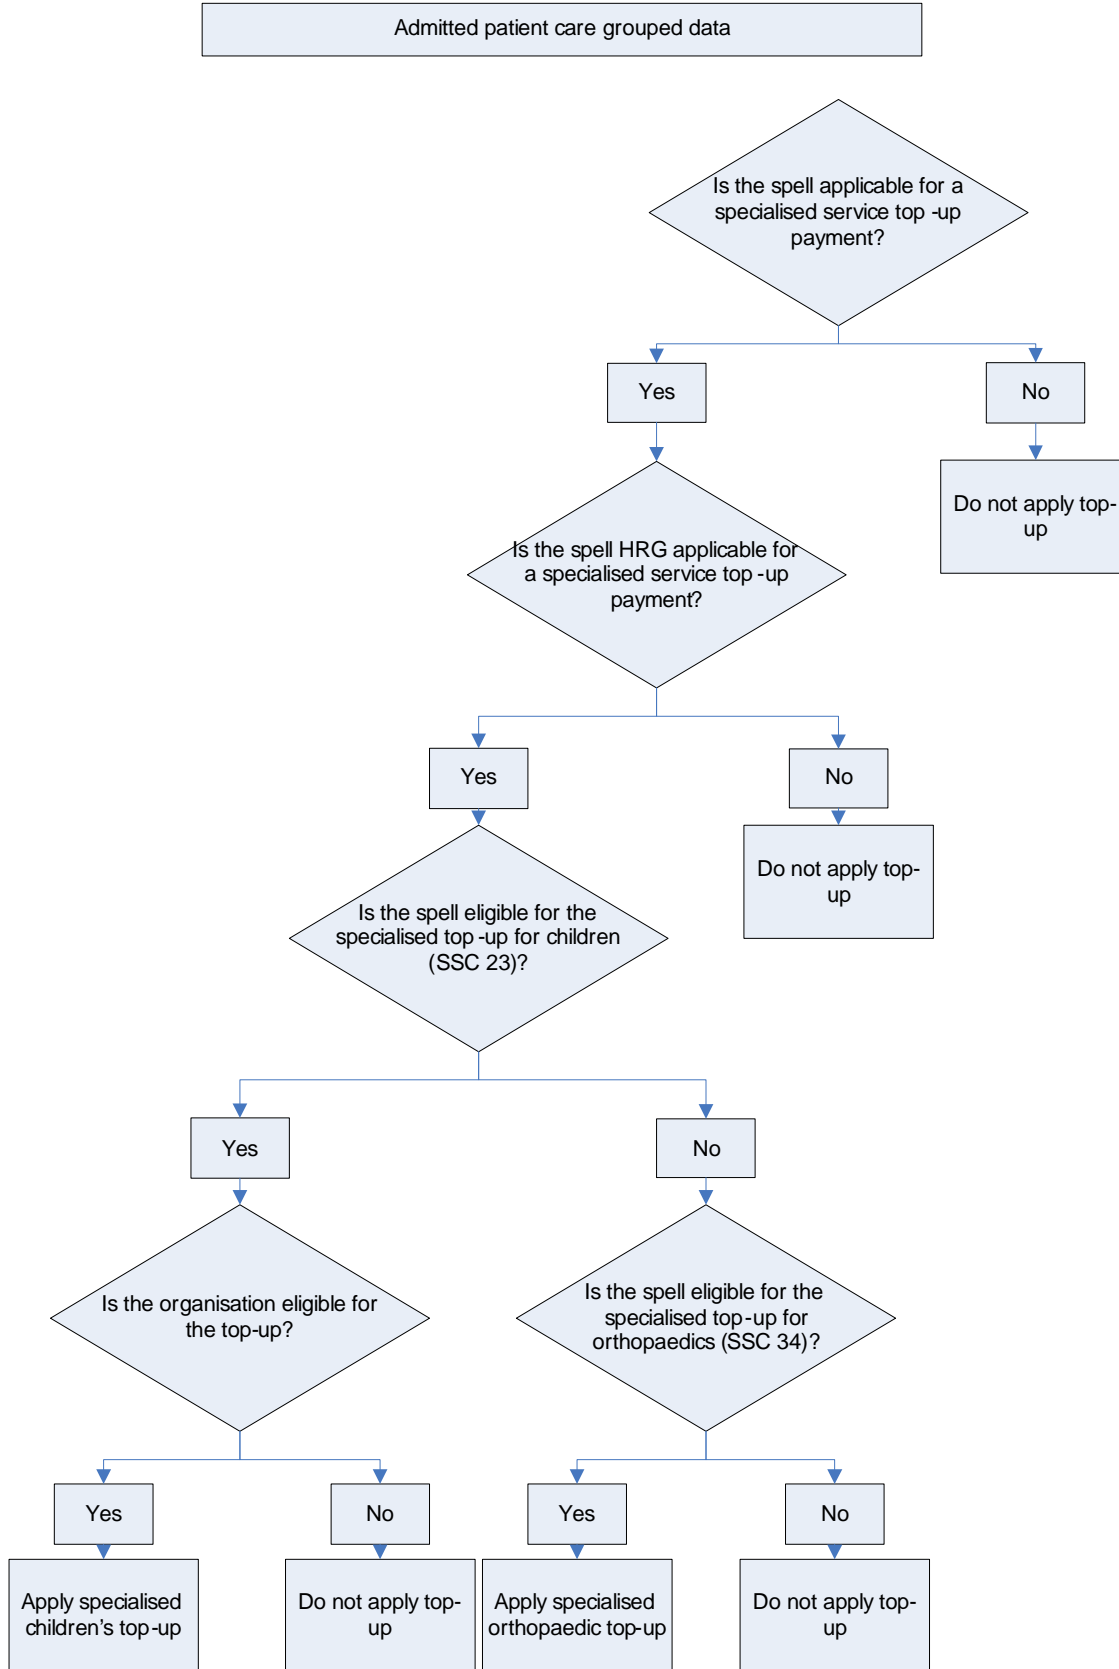 Admitted patient care grouped data
Is the spell applicable for a
specialised service top -up
payment?
Yes
No
Do not apply top-
up
Is the spell HRG applicable for
a specialised service top -up
payment?
Yes
No
Do not apply top-
up
Is the spell eligible for the
specialised top -up for children
(SSC 23)?
Yes
No
Is the organisation eligible for
the top-up?
Is the spell eligible for the
specialised top-up for
orthopaedics (SSC 34)?
Yes
No
Yes
No
Apply specialised
children's top-up
Do not apply top-
up
Apply specialised
orthopaedic top-up
Do not apply top-
up